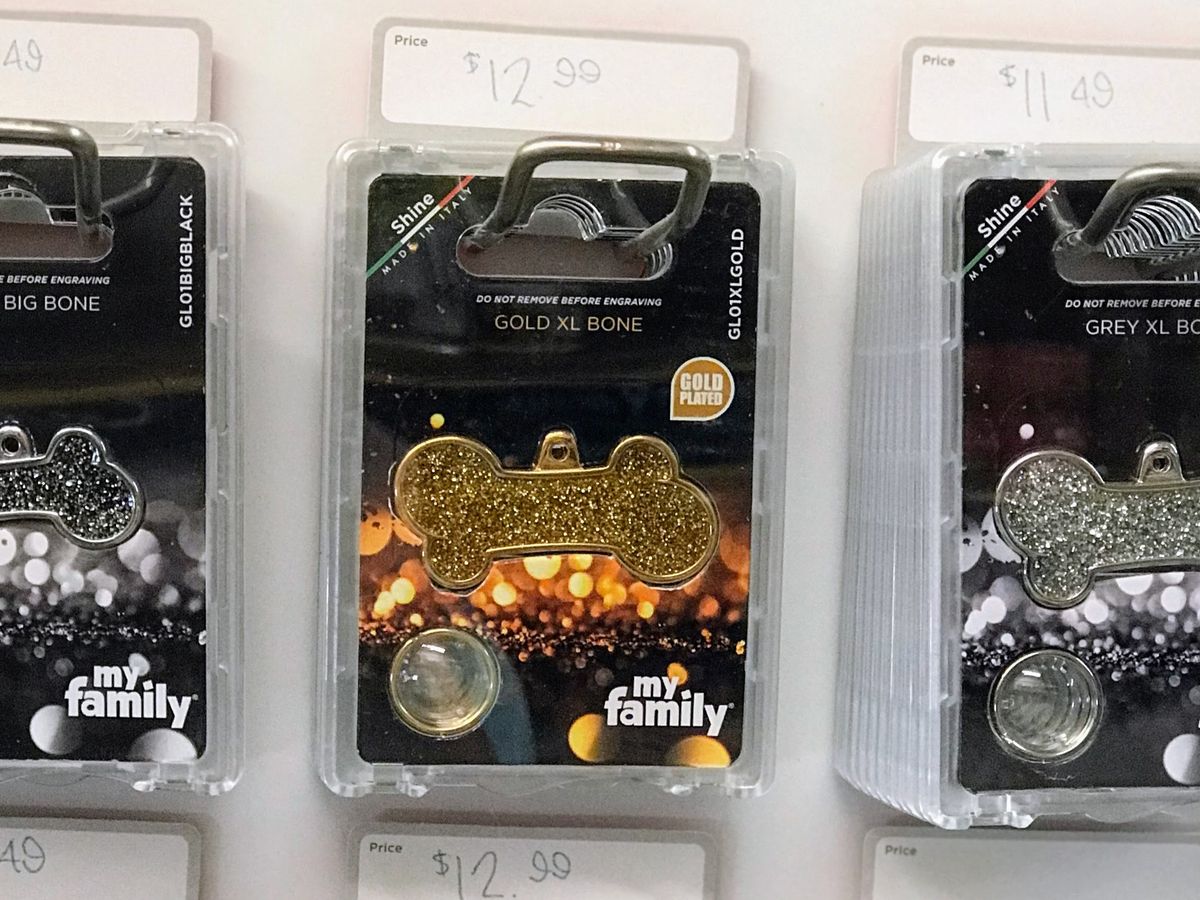 49
Price
$12.99
Price
$11 49
E BEFORE ENGRAVING
BIG BONE
GL01BIGBLACK
my
family
Shine
MADE IN ITALY
DO NOT REMOVE BEFORE ENGRAVING
GOLD XL BONE
GL01XLGOLD
GOLD
PLATED
my
family
Shine
MADE IN ITALY
DO NOT REMOVE BEFORE E
GREY XL BO
49
Price
$12.99
Price